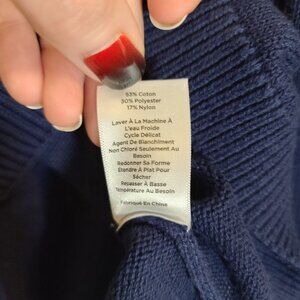 53% Coton
30% Polyester
17% Nylon
Laver À La Machine À
L'eau Froide
Cycle Délicat
Agent De Blanchiment
Non Chloré Seulement Au
Besoin
Redonner Sa Forme
Étendre À Plat Pour
Sécher
Repasser À Basse
Température Au Besoin
Fabriqué En Chine